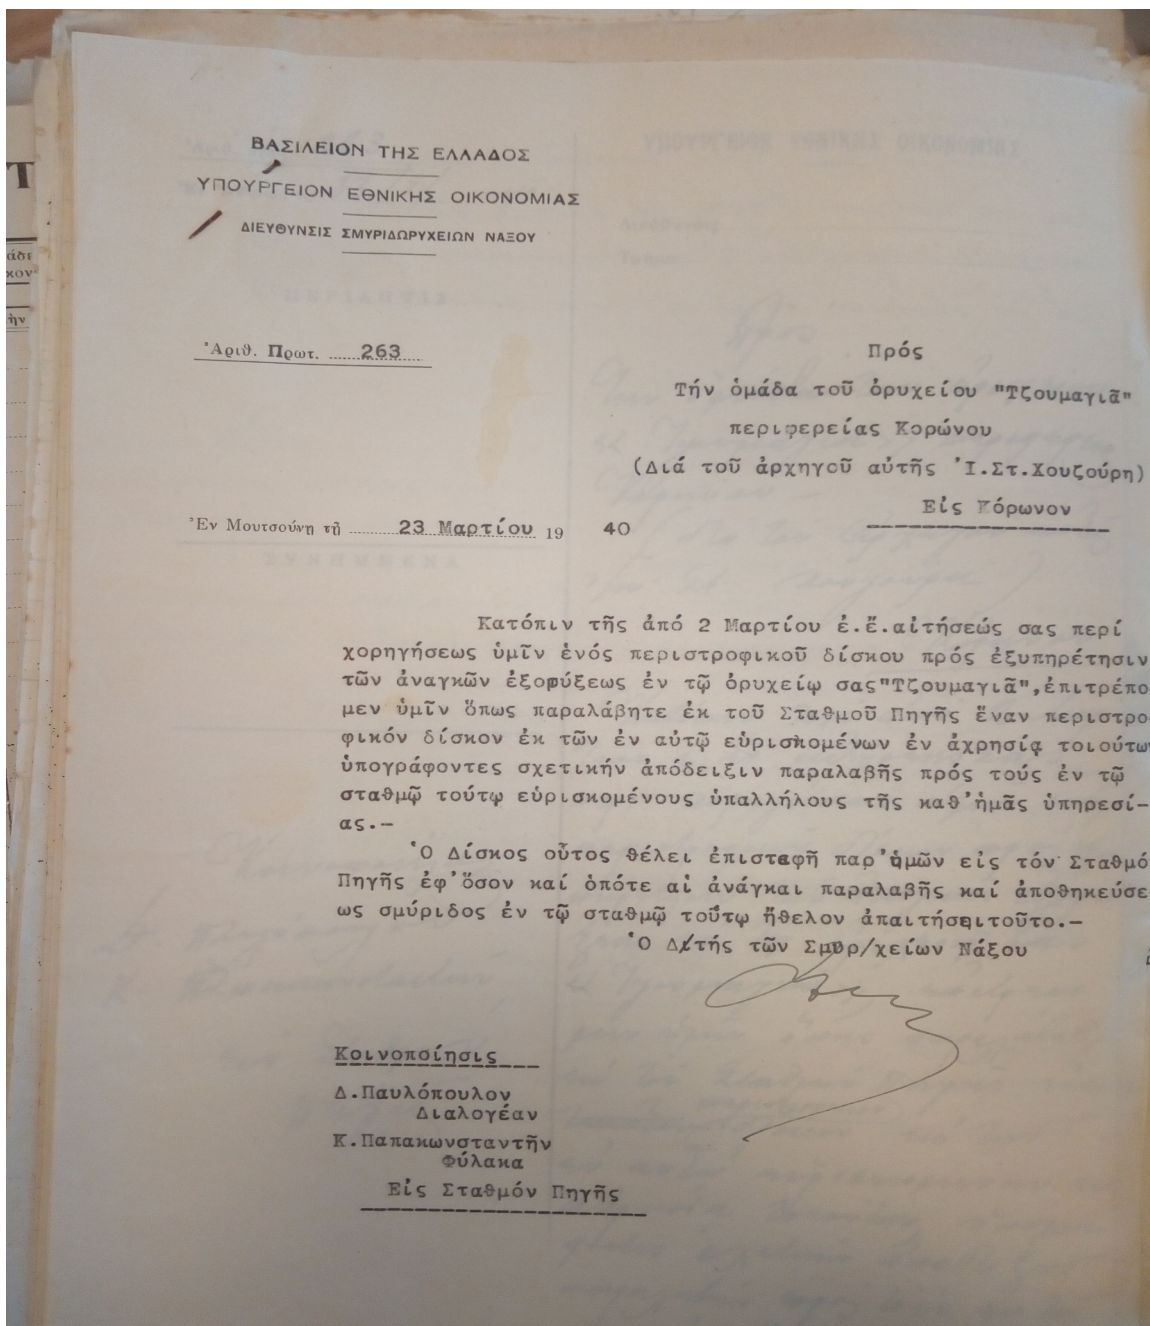 ΒΑΣΙΛΕΙΟΝ ΤΗΣ ΕΛΛΑΔΟΣ
ΥΠΟΥΡΓΕΙΟΝ ΕΘΝΙΚΗΣ ΟΙΚΟΝΟΜΙΑΣ
ΔΙΕΥΘΥΝΣΙΣ ΣΜΥΡΙΔΩΡΥΧΕΙΩΝ ΝΑΞΟΥ
Ἀριθ. Πρωτ. 263
Πρός
Τήν ὁμάδα τοῦ ὀρυχείου "Τζουμαγιᾶ"
περιφερείας Κορώνου
(Διά τοῦ ἀρχηγοῦ αὐτῆς Ἰ.Στ.Χουζούρη)
Εἰς Κόρωνον
Ἐν Μουτσούνῃ τῇ 23 Μαρτίου 19 40
Κατόπιν τῆς ἀπό 2 Μαρτίου ἐ.ἔ.αἰτήσεώς σας περί
χορηγήσεως ὑμῖν ἑνός περιστροφικοῦ δίσκου πρός ἐξυπηρέτησιν
τῶν ἀναγκῶν ἐξορύξεως ἐν τῷ ὀρυχείῳ σας"Τζουμαγιᾶ",ἐπιτρέπο
μεν ὑμῖν ὅπως παραλάβητε ἐκ τοῦ Σταθμοῦ Πηγῆς ἕναν περιστρο-
φικόν δίσκον ἐκ τῶν ἐν αὐτῷ εὑρισκομένων ἐν ἀχρησίᾳ τοιούτων
ὑπογράφοντες σχετικήν ἀπόδειξιν παραλαβῆς πρός τούς ἐν τῷ
σταθμῷ τούτῳ εὑρισκομένους ὑπαλλήλους τῆς καθ'ἡμᾶς ὑπηρεσί-
ας.-
Ὁ Δίσκος οὗτος θέλει ἐπιστραφῆ παρ'ὑμῶν εἰς τόν Σταθμό
Πηγῆς ἐφ'ὅσον καί ὁπότε αἱ ἀνάγκαι παραλαβῆς καί ἀποθηκεύσε
ως σμύριδος ἐν τῷ σταθμῷ τούτῳ ἤθελον ἀπαιτήσει τοῦτο.-
Ὁ Δ/τής τῶν Σμυρ/χείων Νάξου
Κοινοποίησις
Δ.Παυλόπουλον
Διαλογέαν
Κ.Παπακωνσταντῆν
Φύλακα
Εἰς Σταθμόν Πηγῆς